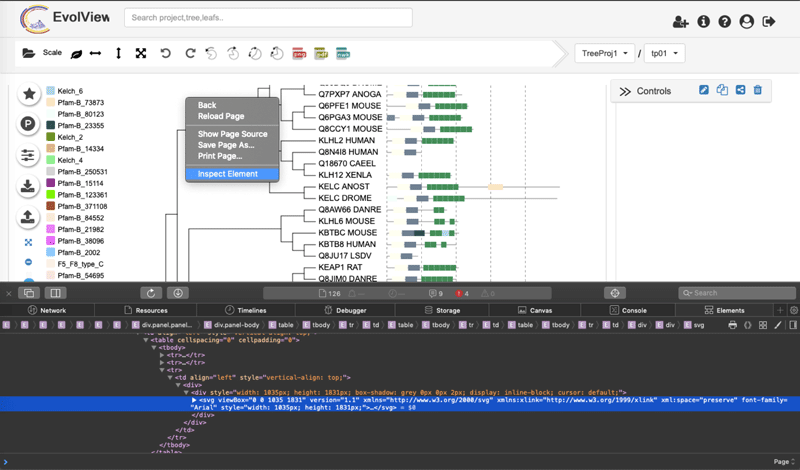 EvolView
Search project,tree,leafs..
Scale
png
nwk
TreeProj1
/
tp01
Controls
P
Kelch_6
Pfam-B_73873
Pfam-B_80123
Pfam-B_23355
Kelch_2
Pfam-B_14334
Kelch_4
Pfam-B_250531
Pfam-B_15114
Pfam-B_123361
Pfam-B_371108
Pfam-B_84552
Pfam-B_21982
Pfam-B_38096
Pfam-B_2002
F5_F8_type_C
Pfam-B_54695
Back
Reload Page
Show Page Source
Save Page As...
Print Page...
Inspect Element
Q7PXP7 ANOGA
Q6PFE1 MOUSE
Q6PGA3 MOUSE
Q8CCY1 MOUSE
KLHL2 HUMAN
Q8N4I8 HUMAN
Q18670 CAEEL
KLH12 XENLA
KELC ANOST
KELC DROME
Q8AW66 DANRE
KLHL6 MOUSE
KBTBC MOUSE
KBTB8 HUMAN
Q8JU17 LSDV
KEAP1 RAT
Q8JIM0 DANRE
126
9
4
0
Search
Network
Resources
Timelines
Debugger
Storage
Canvas
Console
Elements
E E E E E E E div.panel.pane... E div.panel-body E table E tbody E tr E td E table E tbody E tr E td E table E tbody E tr E td E div E div E svg
<table cellspacing="0" cellpadding="0">
<tbody>
<tr>…</tr>
<tr>…</tr>
<tr>
<td align="left" style="vertical-align: top;">
<div>
<div style="width: 1035px; height: 1831px; box-shadow: grey 0px 0px 2px; display: inline-block; cursor: default;">
<svg viewBox="0 0 1035 1831" version="1.1" xmlns="http://www.w3.org/2000/svg" xmlns:xlink="http://www.w3.org/1999/xlink" xml:space="preserve" font-family=
"Arial" style="width: 1035px; height: 1831px;">…</svg> = $0
</div>
</div>
</td>
</tr>
</tbody>
</table>
Page